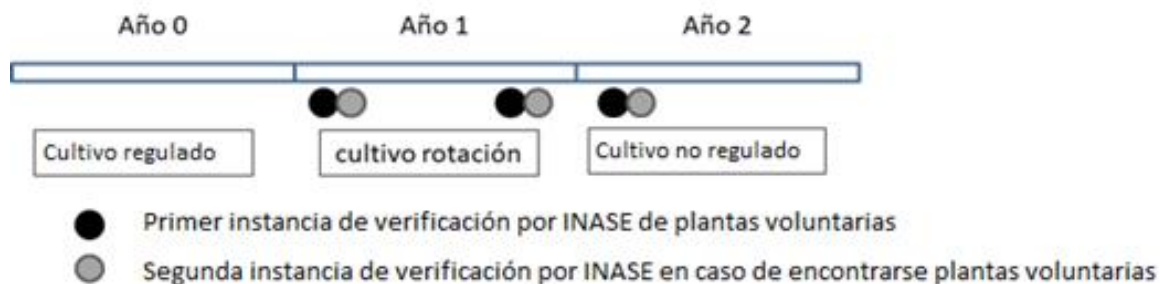 Año 0 Año 1 Año 2
Cultivo regulado cultivo rotación Cultivo no regulado
Primer instancia de verificación por INASE de plantas voluntarias
Segunda instancia de verificación por INASE en caso de encontrarse plantas voluntarias